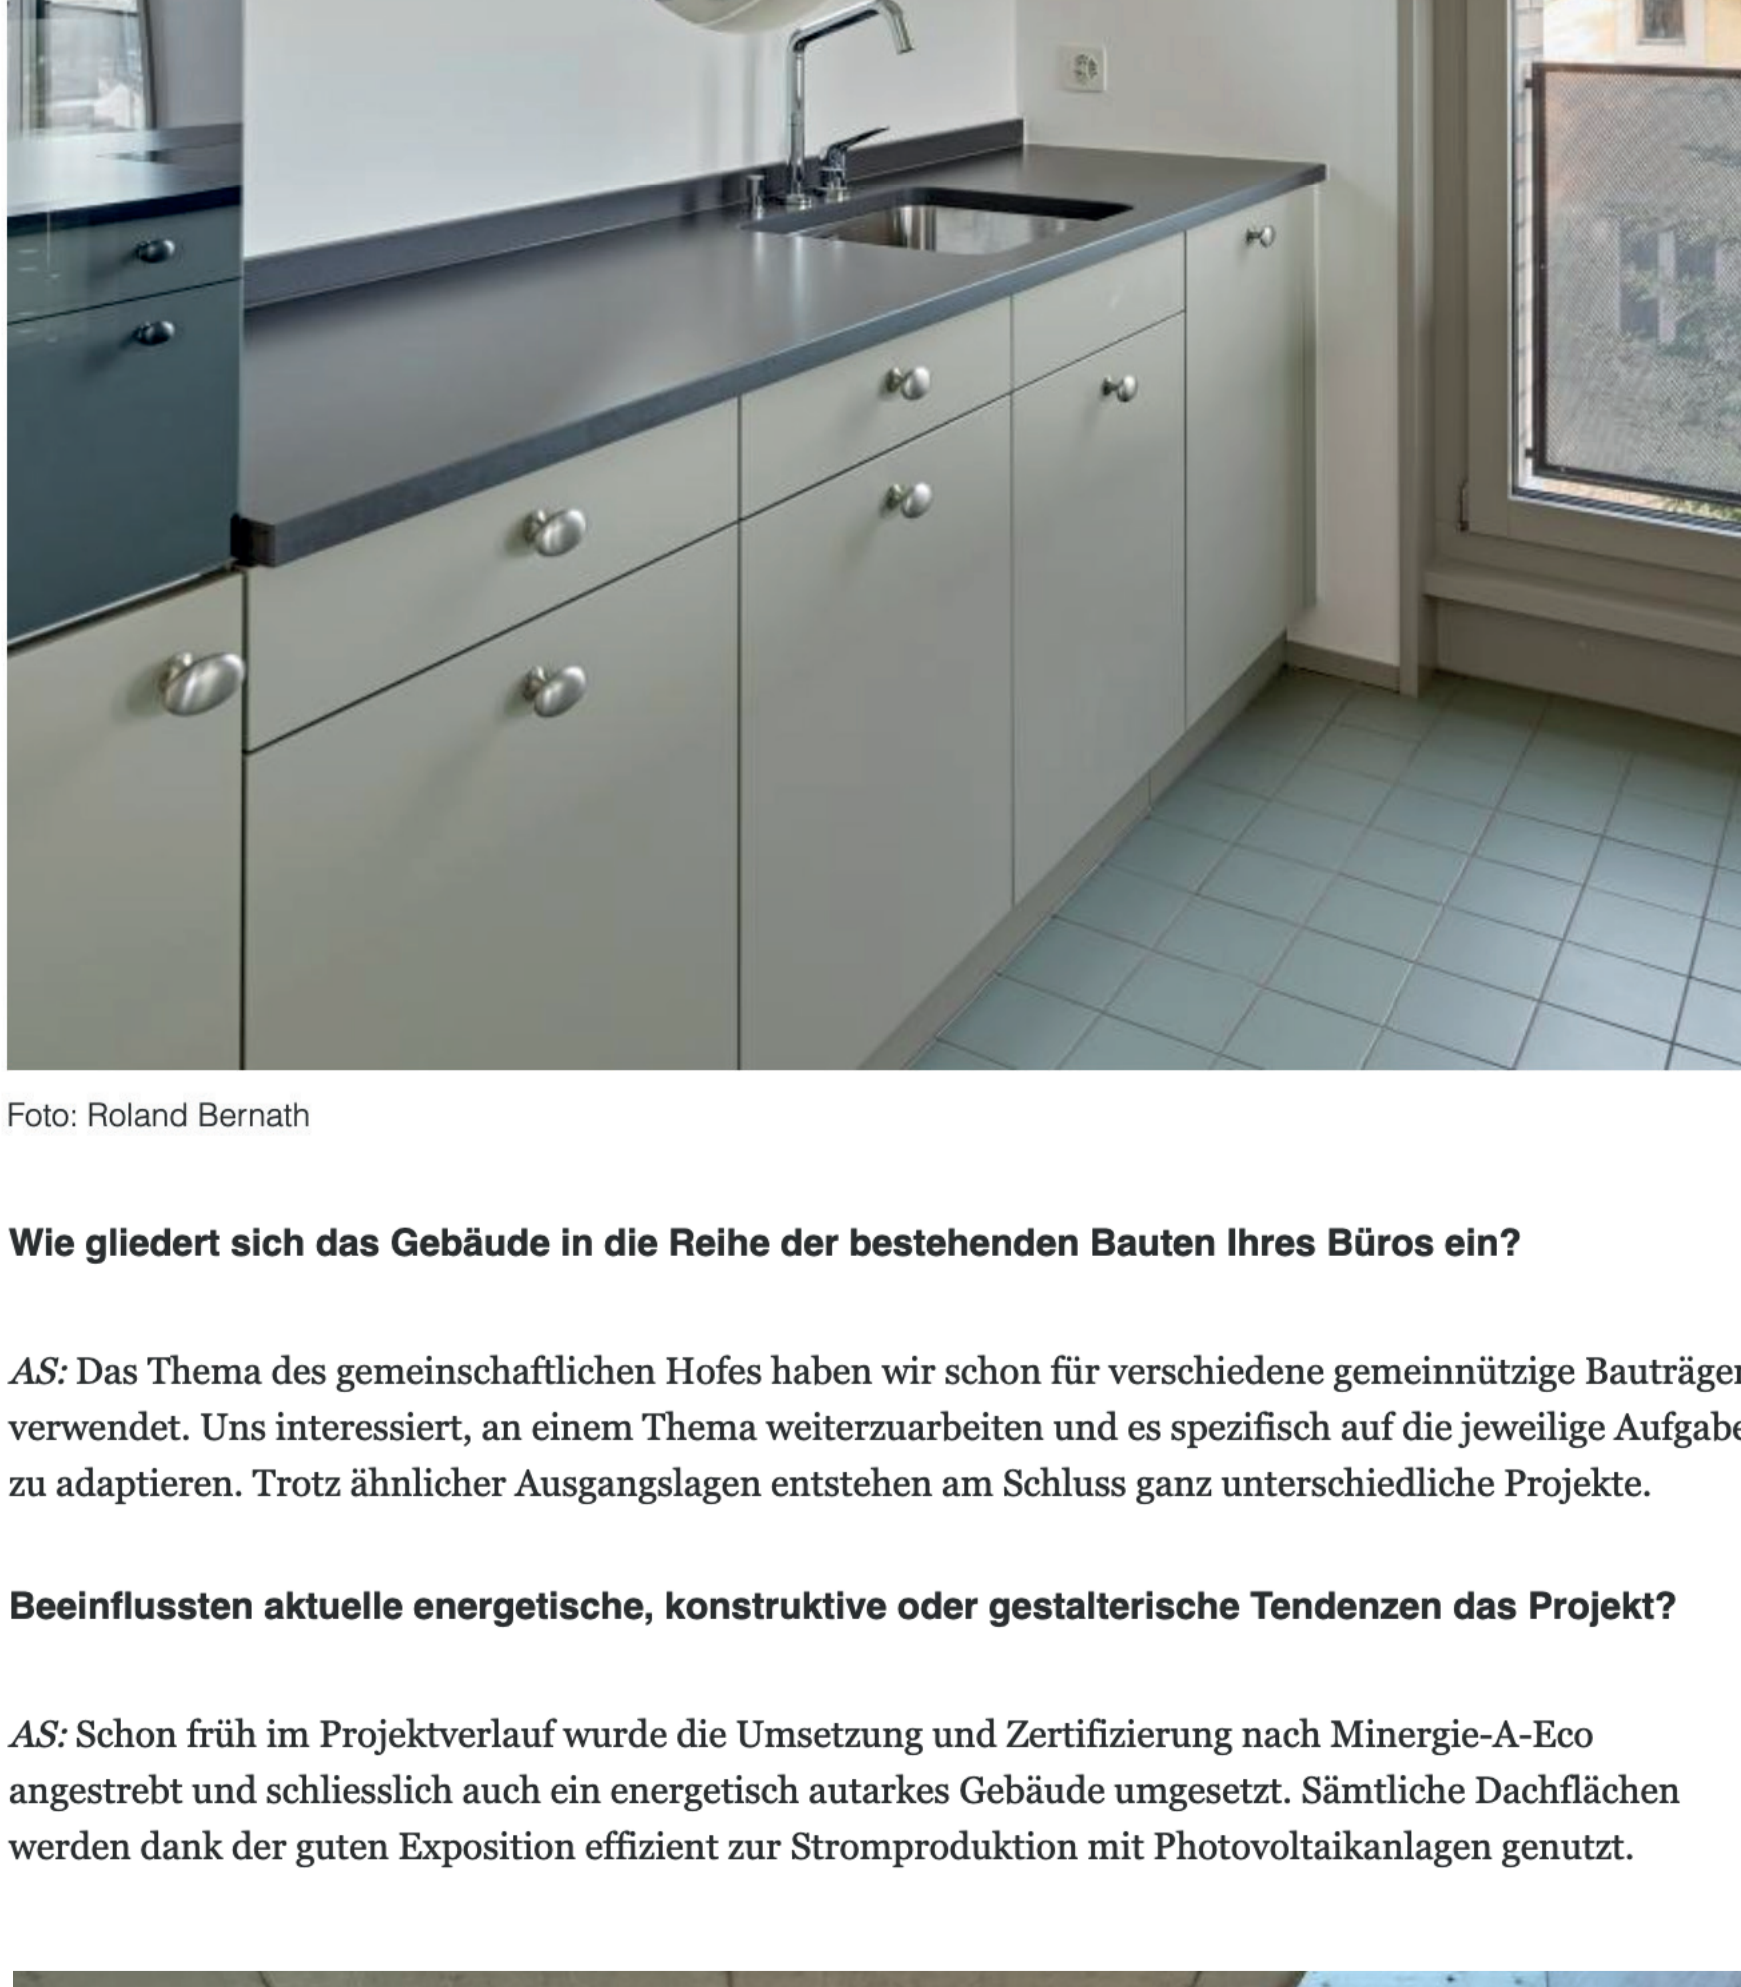 Foto: Roland Bernath
Wie gliedert sich das Gebäude in die Reihe der bestehenden Bauten Ihres Büros ein?
AS: Das Thema des gemeinschaftlichen Hofes haben wir schon für verschiedene gemeinnützige Bauträger
verwendet. Uns interessiert, an einem Thema weiterzuarbeiten und es spezifisch auf die jeweilige Aufgabe
zu adaptieren. Trotz ähnlicher Ausgangslagen entstehen am Schluss ganz unterschiedliche Projekte.
Beeinflussten aktuelle energetische, konstruktive oder gestalterische Tendenzen das Projekt?
AS: Schon früh im Projektverlauf wurde die Umsetzung und Zertifizierung nach Minergie-A-Eco
angestrebt und schliesslich auch ein energetisch autarkes Gebäude umgesetzt. Sämtliche Dachflächen
werden dank der guten Exposition effizient zur Stromproduktion mit Photovoltaikanlagen genutzt.